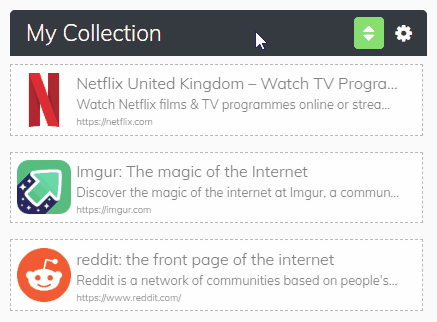 My Collection
Netflix United Kingdom – Watch TV Progra...
Watch Netflix films & TV programmes online or strea...
https://netflix.com
Imgur: The magic of the Internet
Discover the magic of the internet at Imgur, a commun...
https://imgur.com
reddit: the front page of the internet
Reddit is a network of communities based on people's...
https://www.reddit.com/